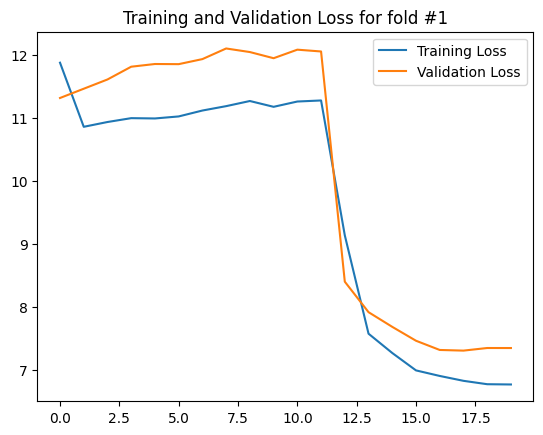 Training and Validation Loss for fold #1
Training Loss
Validation Loss
12
11
10
9
8
7
0.0 2.5 5.0 7.5 10.0 12.5 15.0 17.5